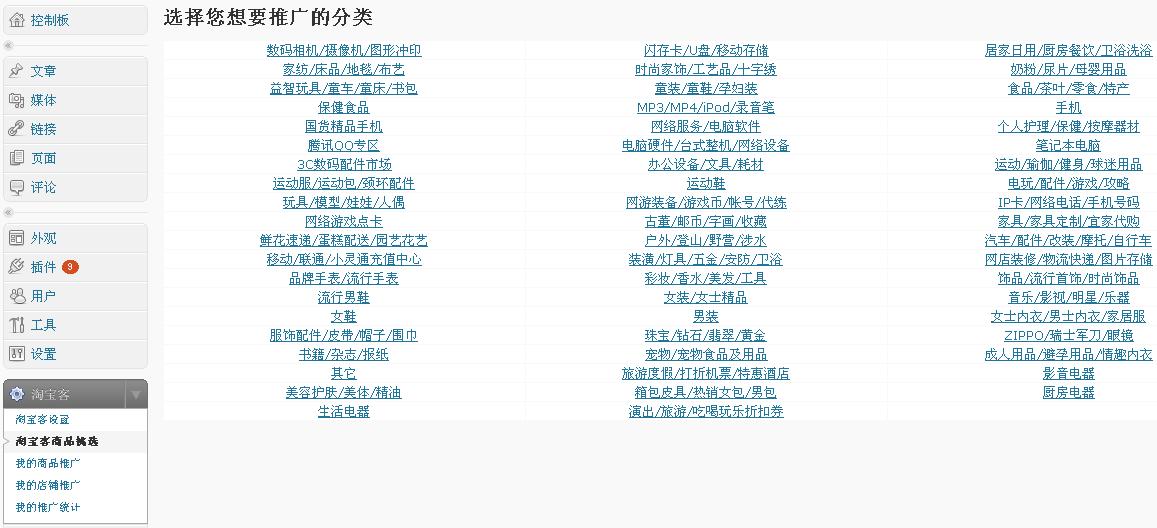 控制板
文章
媒体
链接
页面
评论
外观
插件 9
用户
工具
设置
淘宝客
淘宝客设置
淘宝客商品挑选
我的商品推广
我的店铺推广
我的推广统计
选择您想要推广的分类
数码相机/摄像机/图形冲印 闪存卡/U盘/移动存储 居家日用/厨房餐饮/卫浴洗浴
家纺/床品/地毯/布艺 时尚家饰/工艺品/十字绣 奶粉/尿片/母婴用品
益智玩具/童车/童床/书包 童装/童鞋/孕妇装 食品/茶叶/零食/特产
保健食品 MP3/MP4/iPod/录音笔 手机
国货精品手机 网络服务/电脑软件 个人护理/保健/按摩器材
腾讯QQ专区 电脑硬件/台式整机/网络设备 笔记本电脑
3C数码配件市场 办公设备/文具/耗材 运动/瑜伽/健身/球迷用品
运动服/运动包/颈环配件 运动鞋 电玩/配件/游戏/攻略
玩具/模型/娃娃/人偶 网游装备/游戏币/帐号/代练 IP卡/网络电话/手机号码
网络游戏点卡 古董/邮币/字画/收藏 家具/家具定制/宜家代购
鲜花速递/蛋糕配送/园艺花艺 户外/登山/野营/涉水 汽车/配件/改装/摩托/自行车
移动/联通/小灵通充值中心 装潢/灯具/五金/安防/卫浴 网店装修/物流快递/图片存储
品牌手表/流行手表 彩妆/香水/美发/工具 饰品/流行首饰/时尚饰品
流行男鞋 女装/女士精品 音乐/影视/明星/乐器
女鞋 男装 女士内衣/男士内衣/家居服
服饰配件/皮带/帽子/围巾 珠宝/钻石/翡翠/黄金 ZIPPO/瑞士军刀/眼镜
书籍/杂志/报纸 宠物/宠物食品及用品 成人用品/避孕用品/情趣内衣
其它 旅游度假/打折机票/特惠酒店 影音电器
美容护肤/美体/精油 箱包皮具/热销女包/男包 厨房电器
生活电器 演出/旅游/吃喝玩乐折扣券